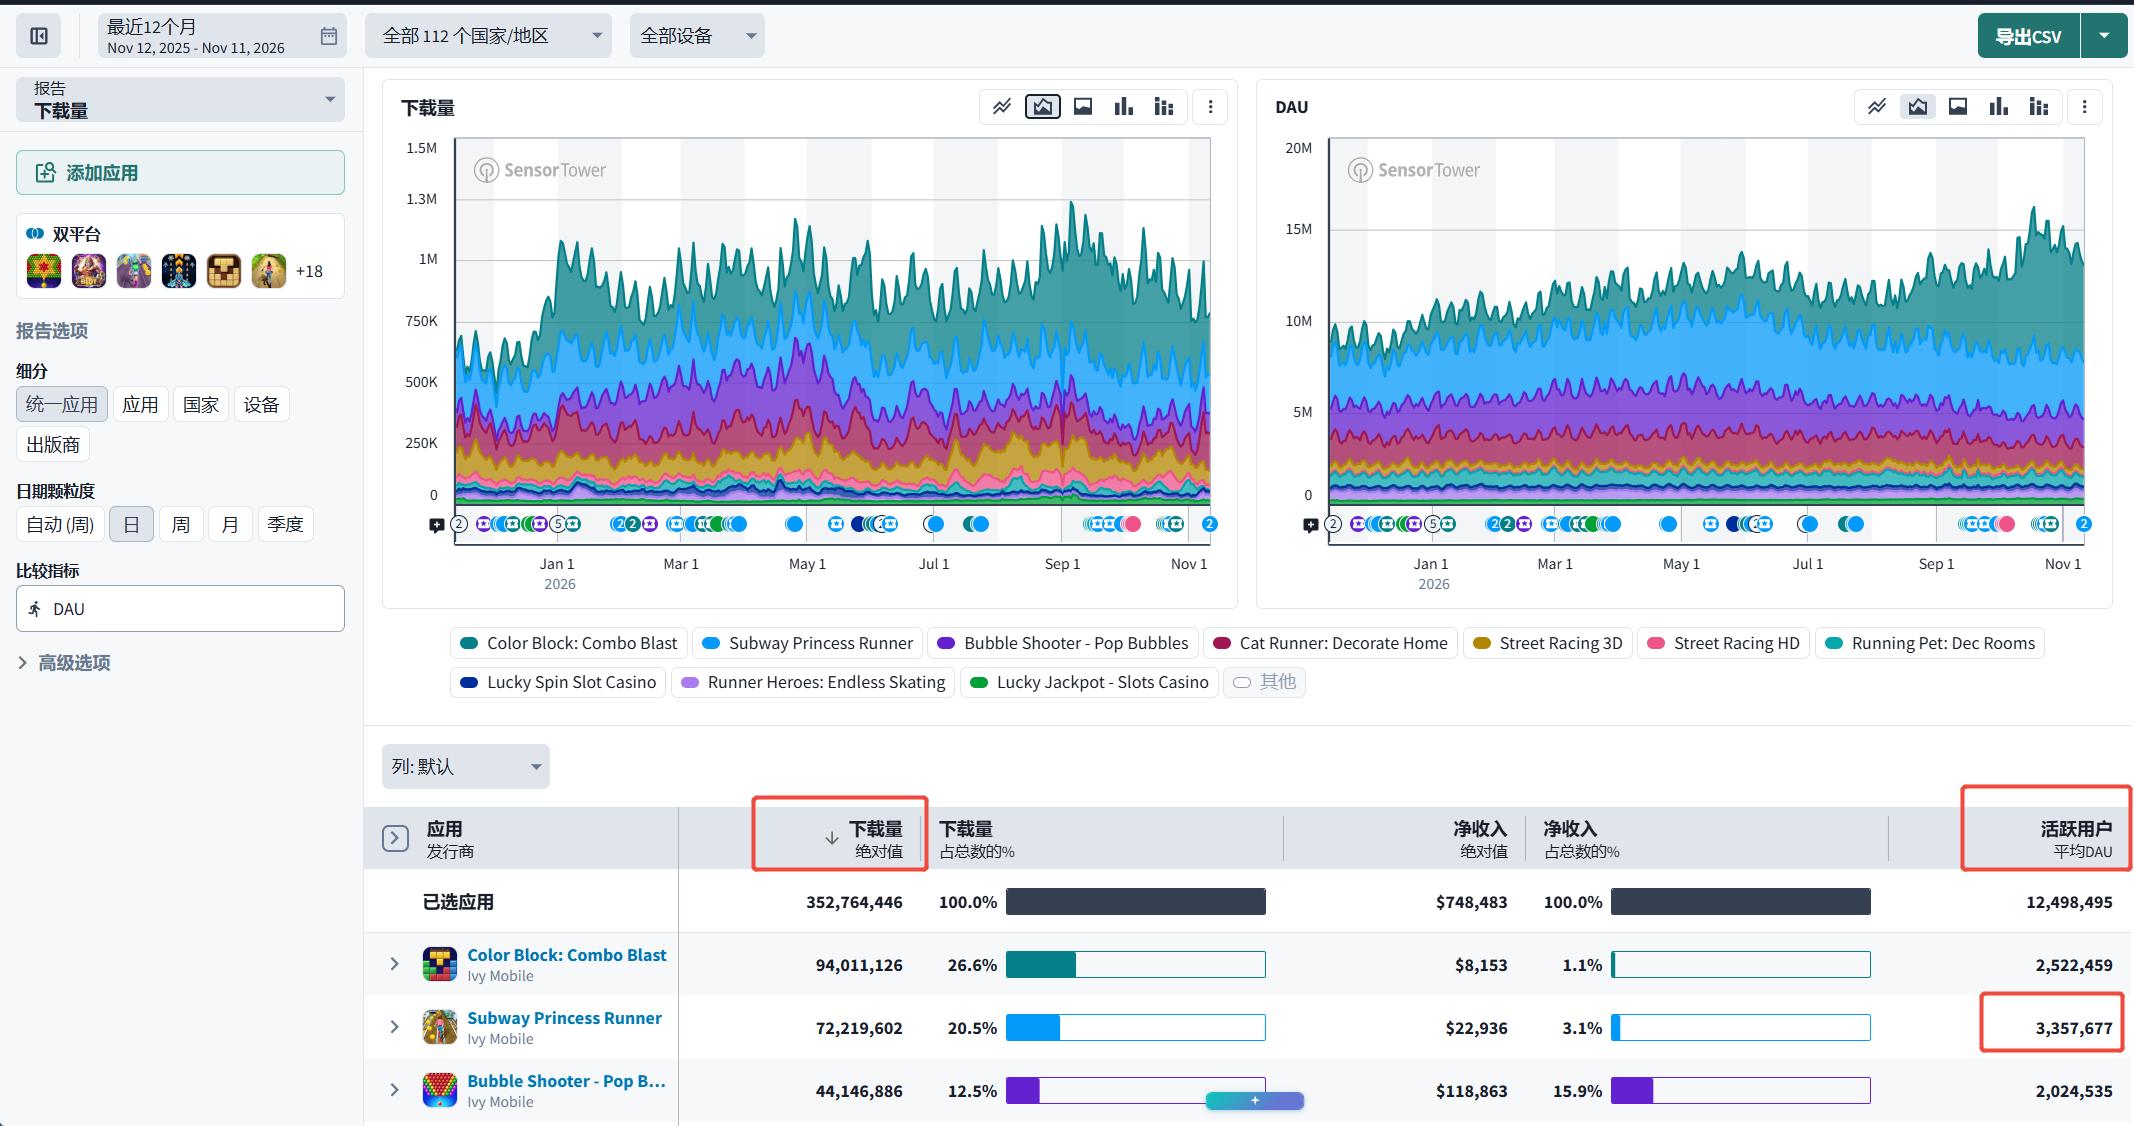 最近12个月
Nov 12, 2025 - Nov 11, 2026
全部 112 个国家/地区
全部设备
导出CSV
报告
下载量
添加应用
双平台
+18
报告选项
细分
统一应用
应用
国家
设备
出版商
日期颗粒度
自动 (周)
日
周
月
季度
比较指标
DAU
高级选项
下载量
SensorTower
1.5M
1.3M
1M
750K
500K
250K
0
2
5
2
2
2
2
Jan 1
2026
Mar 1
May 1
Jul 1
Sep 1
Nov 1
DAU
SensorTower
20M
15M
10M
5M
0
2
5
2
2
2
2
Jan 1
2026
Mar 1
May 1
Jul 1
Sep 1
Nov 1
Color Block: Combo Blast
Subway Princess Runner
Bubble Shooter - Pop Bubbles
Cat Runner: Decorate Home
Street Racing 3D
Street Racing HD
Running Pet: Dec Rooms
Lucky Spin Slot Casino
Runner Heroes: Endless Skating
Lucky Jackpot - Slots Casino
其他
列: 默认
应用
发行商
下载量
绝对值
下载量
占总数的%
净收入
绝对值
净收入
占总数的%
活跃用户
平均DAU
已选应用
352,764,446
100.0%
$748,483
100.0%
12,498,495
Color Block: Combo Blast
Ivy Mobile
94,011,126
26.6%
$8,153
1.1%
2,522,459
Subway Princess Runner
Ivy Mobile
72,219,602
20.5%
$22,936
3.1%
3,357,677
Bubble Shooter - Pop B...
Ivy Mobile
44,146,886
12.5%
$118,863
15.9%
2,024,535